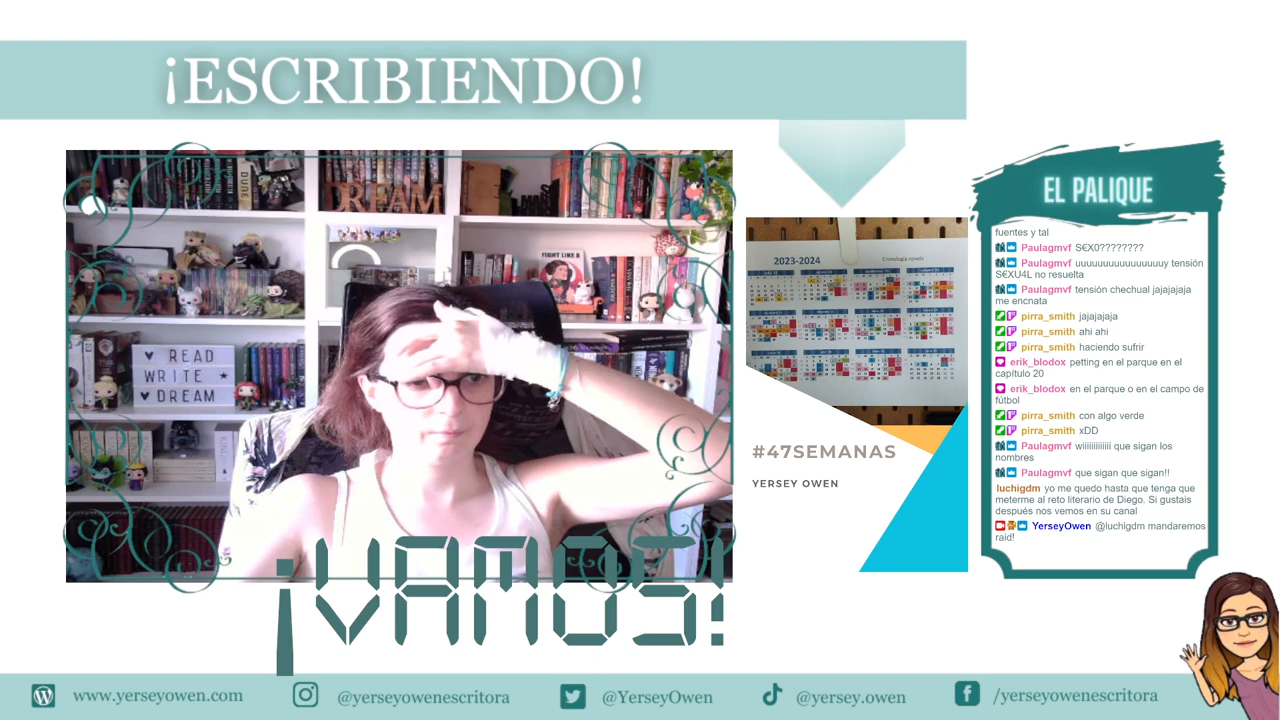 ¡ESCRIBIENDO!
DUNE
DREAM
FIGHT LIKE A
READ
WRITE
DREAM
¡VAMOS!
2023-2024
Cronología novela
#47SEMANAS
YERSEY OWEN
EL PALIQUE
fuentes y tal
Paulagmvf S€X0????????
Paulagmvf uuuuuuuuuuuuuuuuuy tensión
S€XU4L no resuelta
Paulagmvf tensión chechual jajajajaja
me encnata
pirra_smith jajajajaja
pirra_smith ahi ahi
pirra_smith haciendo sufrir
erik_blodox petting en el parque en el
capítulo 20
erik_blodox en el parque o en el campo de
fútbol
pirra_smith con algo verde
pirra_smith xDD
Paulagmvf wiiiiiiiiiiiii que sigan los
nombres
Paulagmvf que sigan que sigan!!
luchigdm yo me quedo hasta que tenga que
meterme al reto literario de Diego. Si gustais
después nos vemos en su canal
YerseyOwen @luchigdm mandaremos
raid!
www.yerseyowen.com
@yerseyowenescritora
@YerseyOwen
@yersey.owen
/yerseyowenescritora